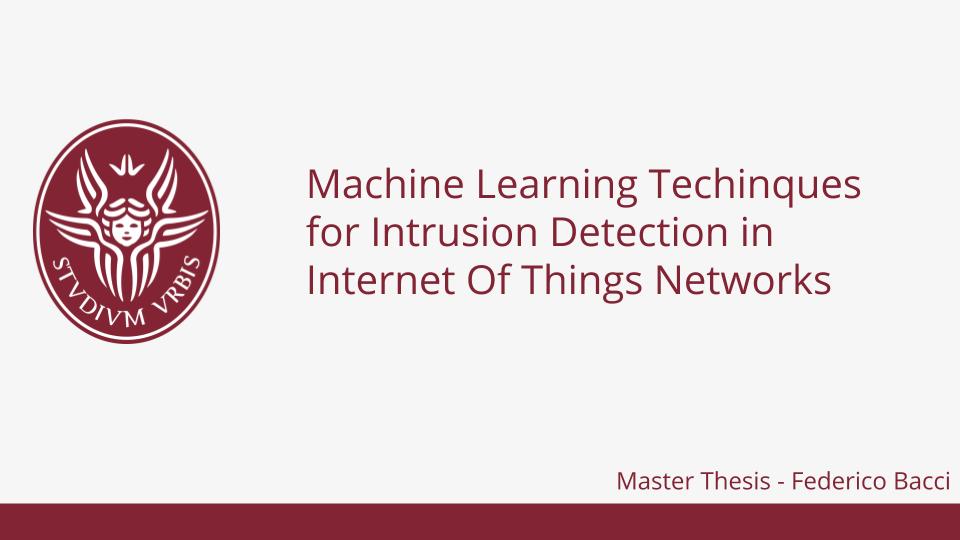 STVDIVM VRBIS
Machine Learning Techinques
for Intrusion Detection in
Internet Of Things Networks
Master Thesis - Federico Bacci